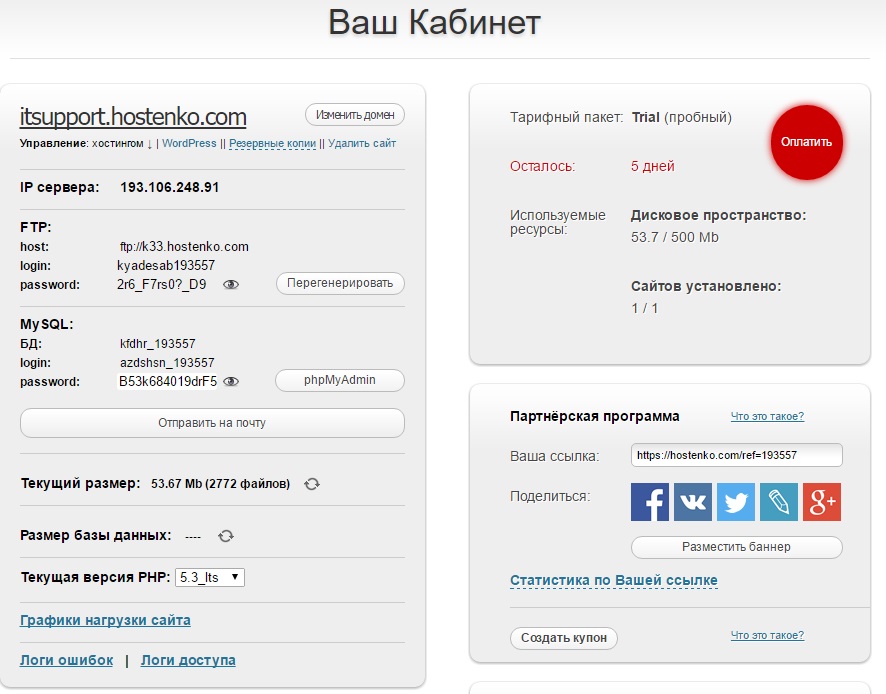 Ваш Кабинет
itsupport.hostenko.com
Изменить домен
Управление: хостингом ↓ | WordPress || Резервные копии || Удалить сайт
IP сервера: 193.106.248.91
FTP:
host: ftp://k33.hostenko.com
login: kyadesab193557
password: 2r6_F7rs0?_D9
Перегенерировать
MySQL:
БД: kfdhr_193557
login: azdshsn_193557
password: B53k684019drF5
phpMyAdmin
Отправить на почту
Текущий размер: 53.67 Mb (2772 файлов)
Размер базы данных: ----
Текущая версия PHP: 5.3_lts
Графики нагрузки сайта
Логи ошибок | Логи доступа
Тарифный пакет: Trial (пробный)
Оплатить
Осталось: 5 дней
Используемые ресурсы:
Дисковое пространство:
53.7 / 500 Mb
Сайтов установлено:
1 / 1
Партнёрская программа
Что это такое?
Ваша ссылка: https://hostenko.com/ref=193557
Поделиться:
Разместить баннер
Статистика по Вашей ссылке
Создать купон
Что это такое?